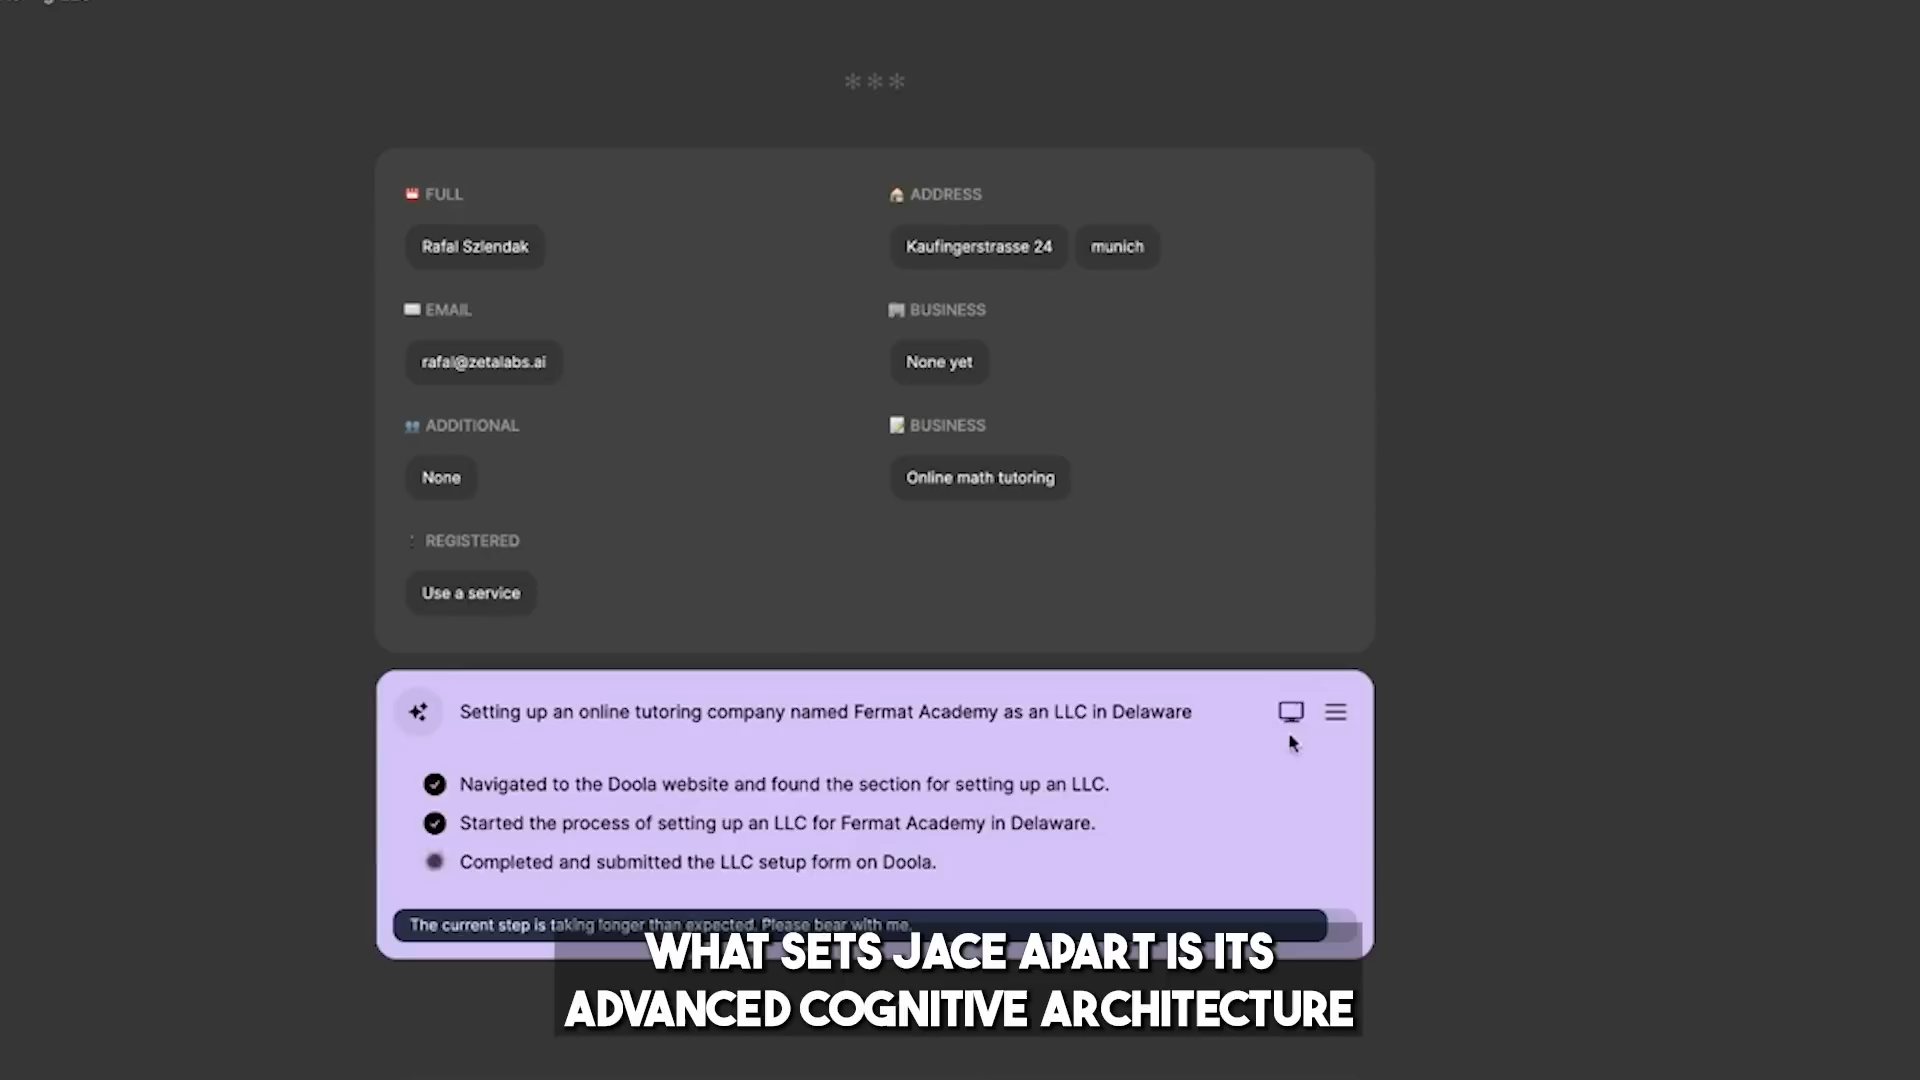 ***
FULL
ADDRESS
Rafal Szlendak
Kaufingerstrasse 24
munich
EMAIL
BUSINESS
rafal@zetalabs.ai
None yet
ADDITIONAL
BUSINESS
None
Online math tutoring
REGISTERED
Use a service
Setting up an online tutoring company named Fermat Academy as an LLC in Delaware
Navigated to the Doola website and found the section for setting up an LLC.
Started the process of setting up an LLC for Fermat Academy in Delaware.
Completed and submitted the LLC setup form on Doola.
The current step is taking longer than expected. Please bear with me.
WHAT SETS JACE APART IS ITS
ADVANCED COGNITIVE ARCHITECTURE